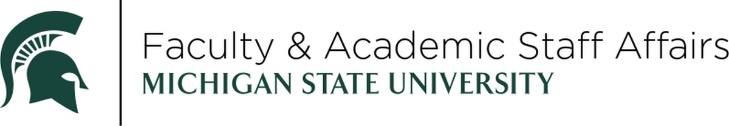 Faculty & Academic Staff Affairs
MICHIGAN STATE UNIVERSITY